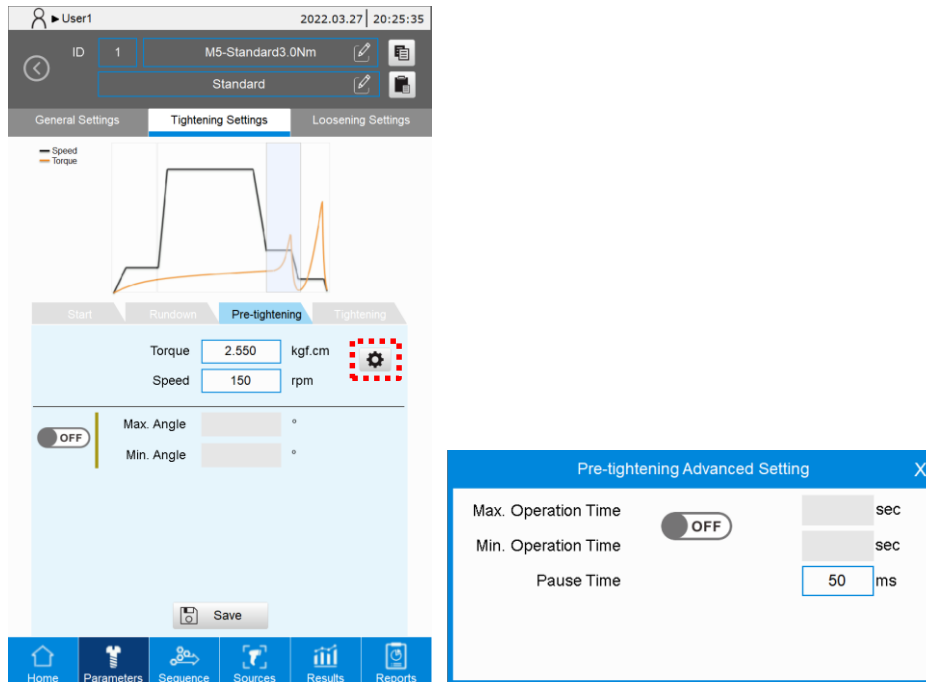 ►User1
2022.03.27 20:25:35
ID 1 M5-Standard3.0Nm
Standard
General Settings Tightening Settings Loosening Settings
Speed
Torque
Start Rundown Pre-tightening Tightening
Torque 2.550 kgf.cm
Speed 150 rpm
OFF
Max. Angle °
Min. Angle °
Save
Home Parameters Sequence Sources Results Reports
Pre-tightening Advanced Setting X
Max. Operation Time sec
OFF
Min. Operation Time sec
Pause Time 50 ms